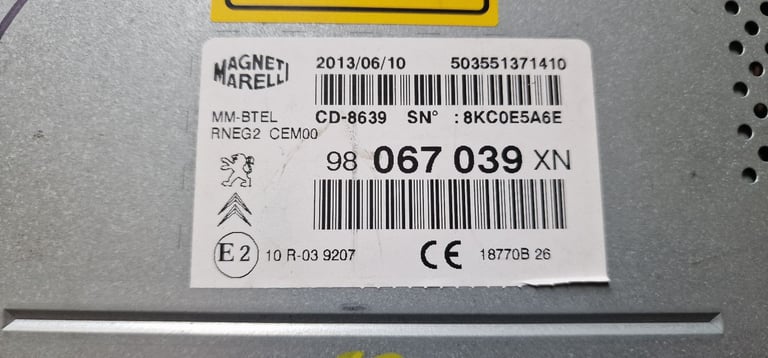 MAGNETI
MARELLI
2013/06/10 503551371410
MM-BTEL CD-8639 SN° : 8KC0E5A6E
RNEG2 CEM00
98 067 039 XN
E2 10 R-03 9207 CE 18770B 26